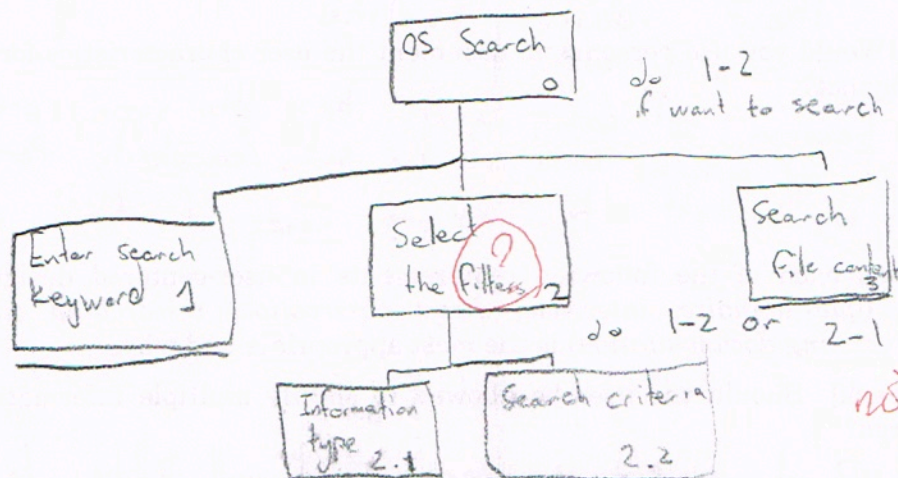 OS Search
0
do 1-2
if want to search
Enter search
keyword 1
Select
the filters 2
?
Search
file content
3
do 1-2 or 2-1
Information
type
2.1
Search criteria
2.2
no